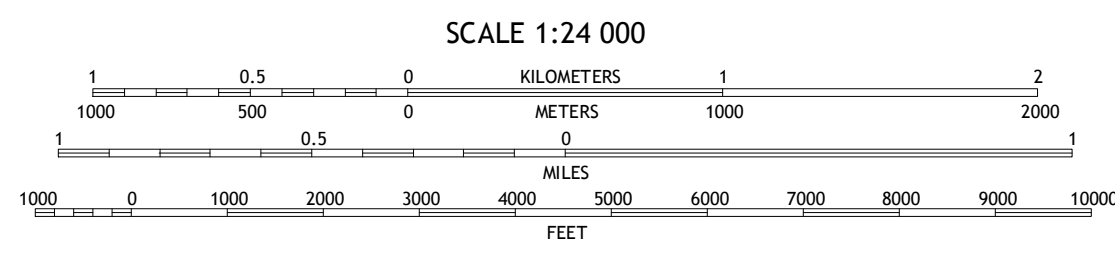 SCALE 1:24 000
1 0.5 0 KILOMETERS 1 2
1000 500 0 METERS 1000 2000
1 0.5 0 1
MILES
1000 0 1000 2000 3000 4000 5000 6000 7000 8000 9000 10000
FEET